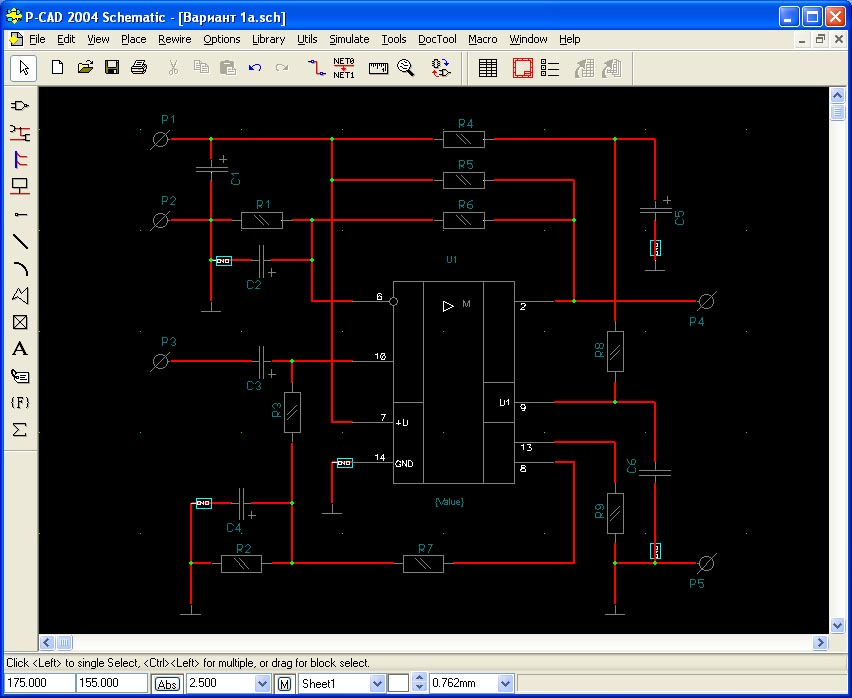 P-CAD 2004 Schematic - [Вариант 1a.sch]
File Edit View Place Rewire Options Library Utils Simulate Tools DocTool Macro Window Help
NET0
NET1
P1
R4
C1
R5
P2
R1
R6
C5
C2
U1
6
M
2
P4
P3
10
R8
C3
R3
7
+U
U1
9
14
GND
13
8
C6
GND
{Value}
R9
C4
R2
R7
P5
A
{F}
Σ
Click <Left> to single Select, <Ctrl><Left> for multiple, or drag for block select.
175.000 155.000 Abs 2.500 M Sheet1 0.762mm